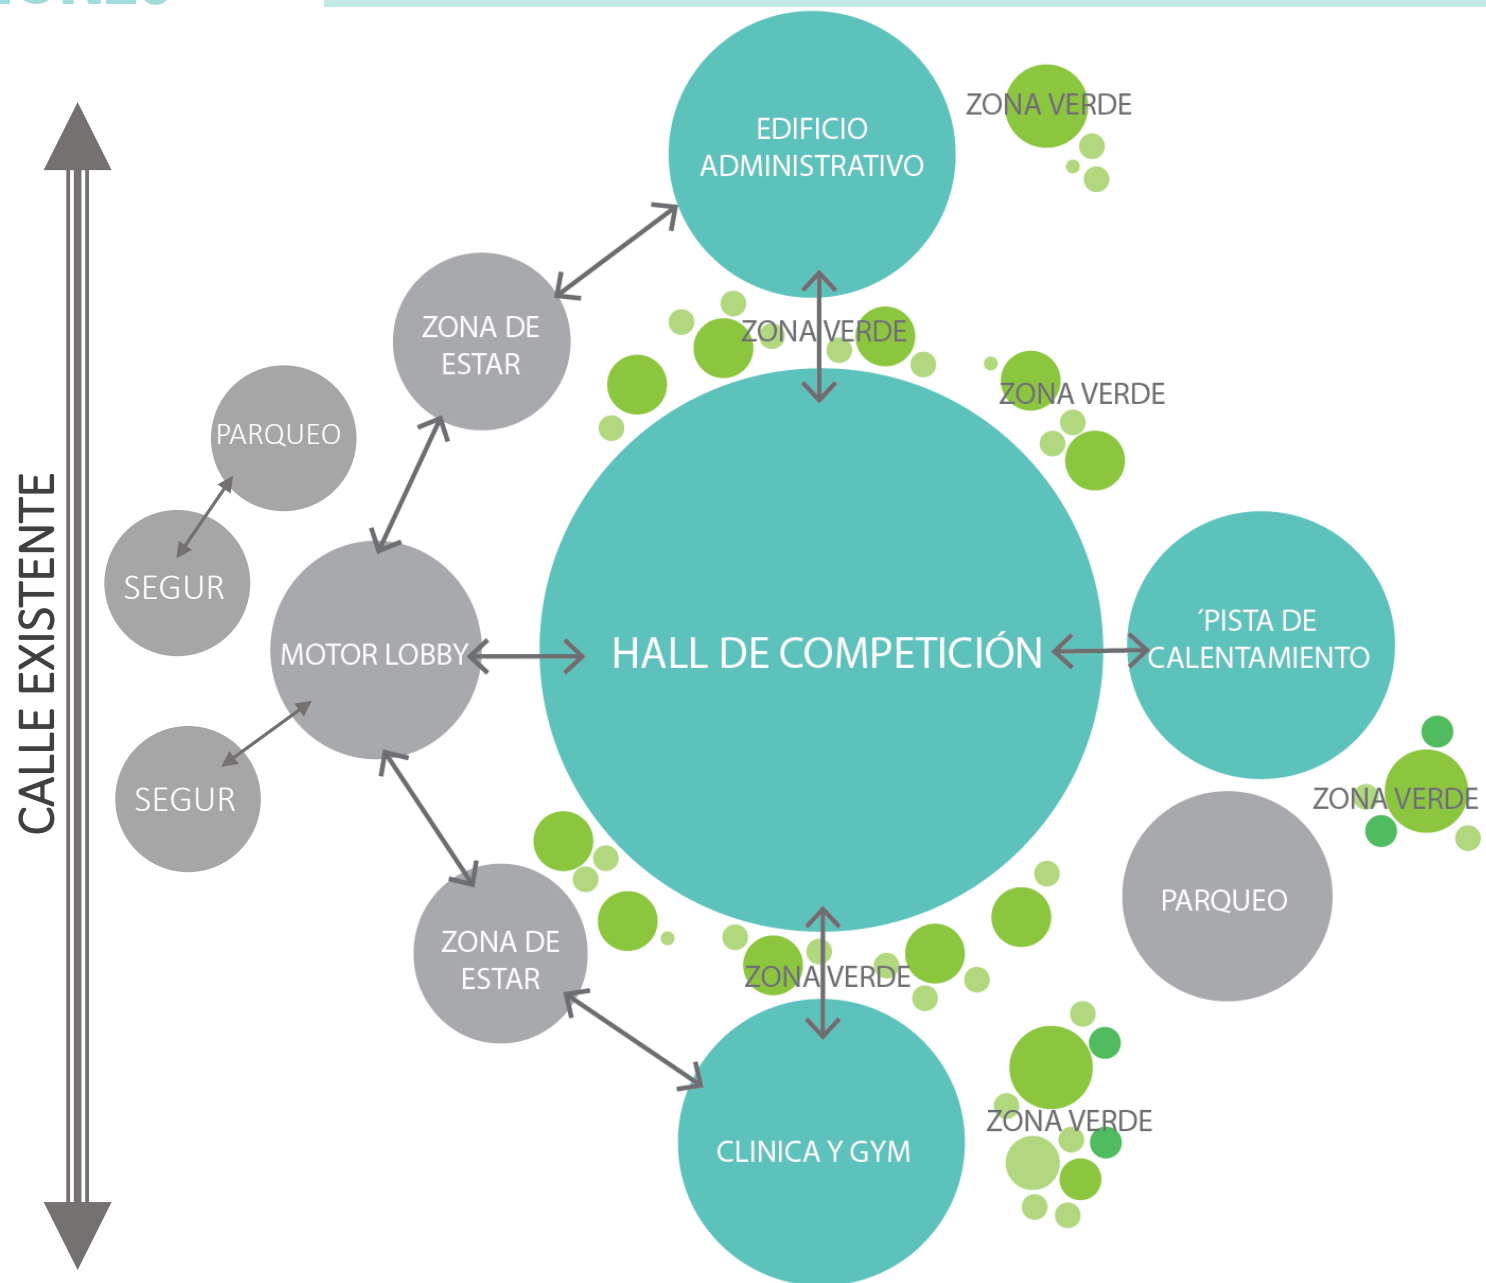 EDIFICIO
ADMINISTRATIVO
ZONA VERDE
ZONA DE
ESTAR
ZONA VERDE
ZONA VERDE
PARQUEO
SEGUR
CALLE EXISTENTE
MOTOR LOBBY
HALL DE COMPETICIÓN
´PISTA DE
CALENTAMIENTO
SEGUR
ZONA VERDE
PARQUEO
ZONA DE
ESTAR
ZONA VERDE
CLINICA Y GYM
ZONA VERDE